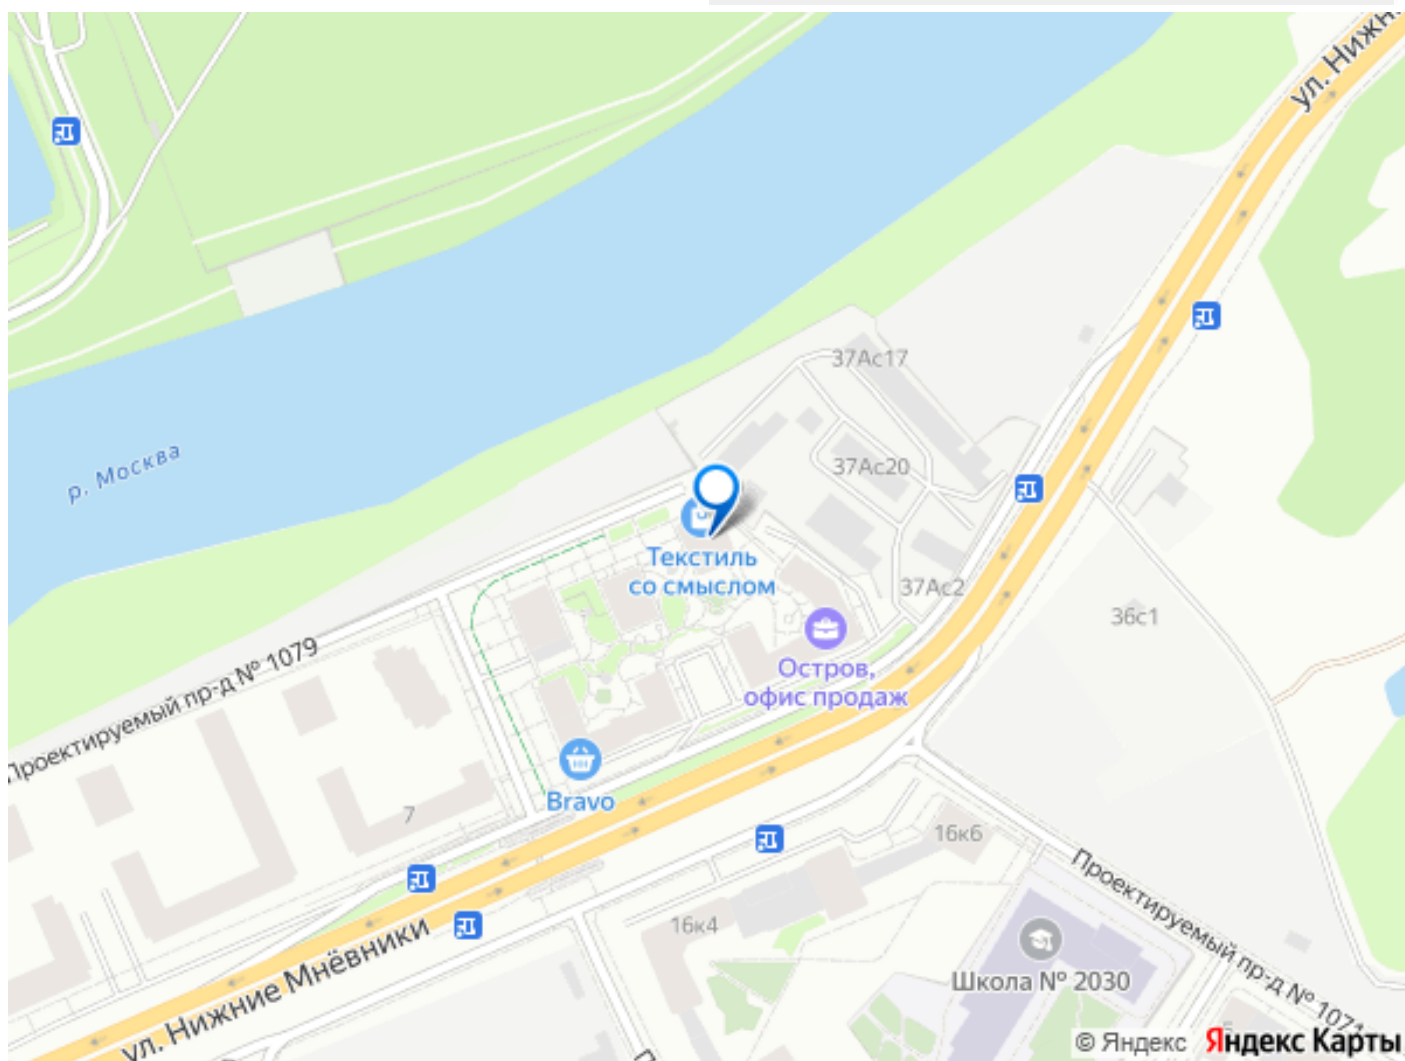 ул. Нижн
37Ас17
р. Москва
37Ас20
Текстиль
со смыслом
37Ас2
36с1
Проектируемый пр-д № 1079
Остров,
офис продаж
Bravo
7
16к6
Проектируемый пр-д № 1071
16к4
ул. Нижние Мнёвники
Школа № 2030
© Яндекс Яндекс Карты